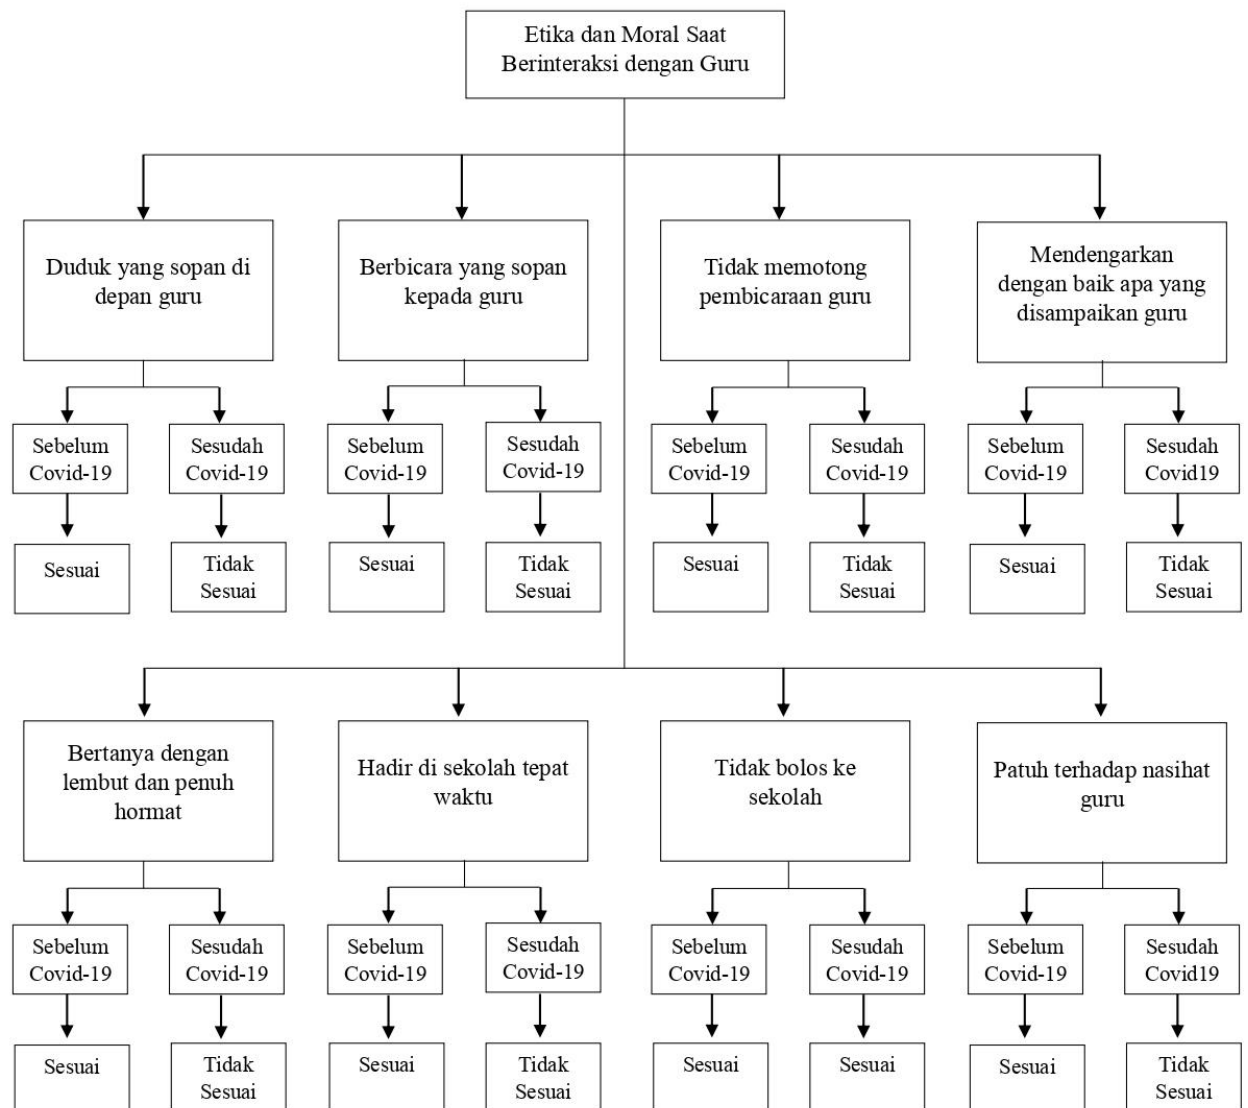 Etika dan Moral Saat
Berinteraksi dengan Guru
Duduk yang sopan di
depan guru
Berbicara yang sopan
kepada guru
Tidak memotong
pembicaraan guru
Mendengarkan
dengan baik apa yang
disampaikan guru
Sebelum
Covid-19
Sesudah
Covid-19
Sebelum
Covid-19
Sesudah
Covid-19
Sebelum
Covid-19
Sesudah
Covid-19
Sebelum
Covid-19
Sesudah
Covid19
Sesuai
Tidak
Sesuai
Sesuai
Tidak
Sesuai
Sesuai
Tidak
Sesuai
Sesuai
Tidak
Sesuai
Bertanya dengan
lembut dan penuh
hormat
Hadir di sekolah tepat
waktu
Tidak bolos ke
sekolah
Patuh terhadap nasihat
guru
Sebelum
Covid-19
Sesudah
Covid-19
Sebelum
Covid-19
Sesudah
Covid-19
Sebelum
Covid-19
Sesudah
Covid-19
Sebelum
Covid-19
Sesudah
Covid19
Sesuai
Tidak
Sesuai
Sesuai
Tidak
Sesuai
Sesuai
Sesuai
Sesuai
Tidak
Sesuai